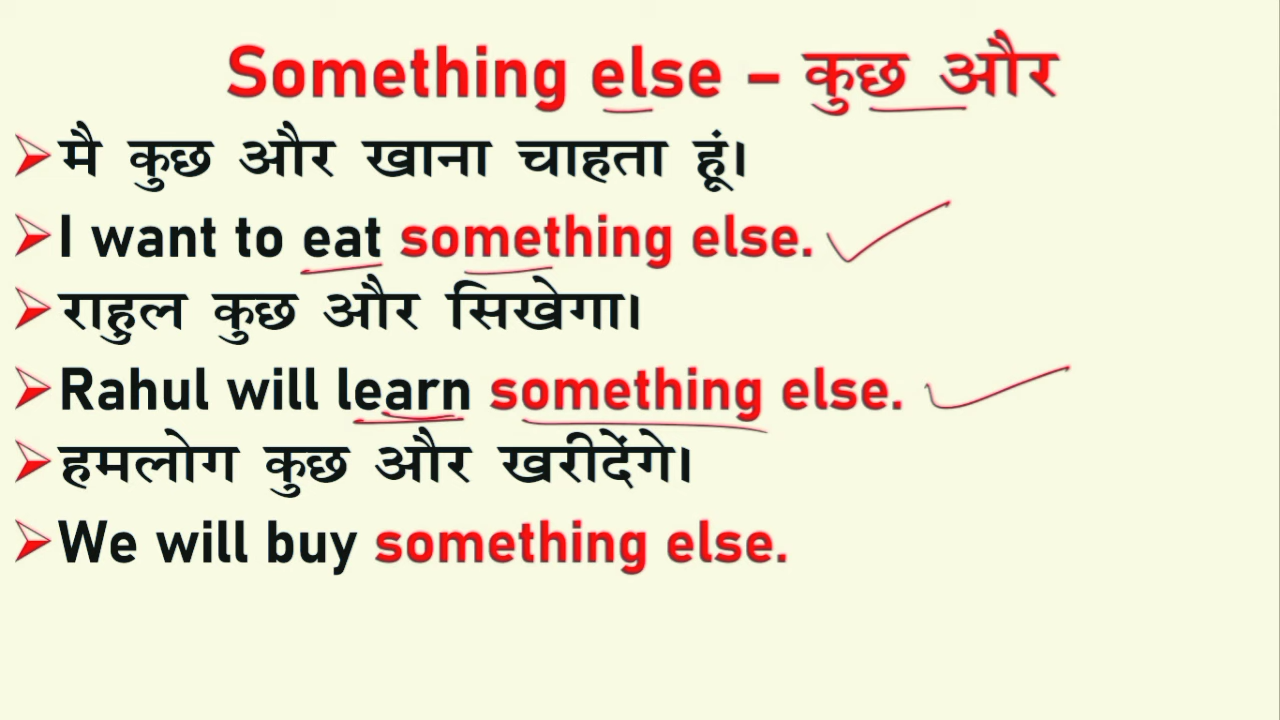 Something else – कुछ और
मै कुछ और खाना चाहता हूं।
I want to eat something else.
राहुल कुछ और सिखेगा।
Rahul will learn something else.
हमलोग कुछ और खरीदेंगे।
We will buy something else.